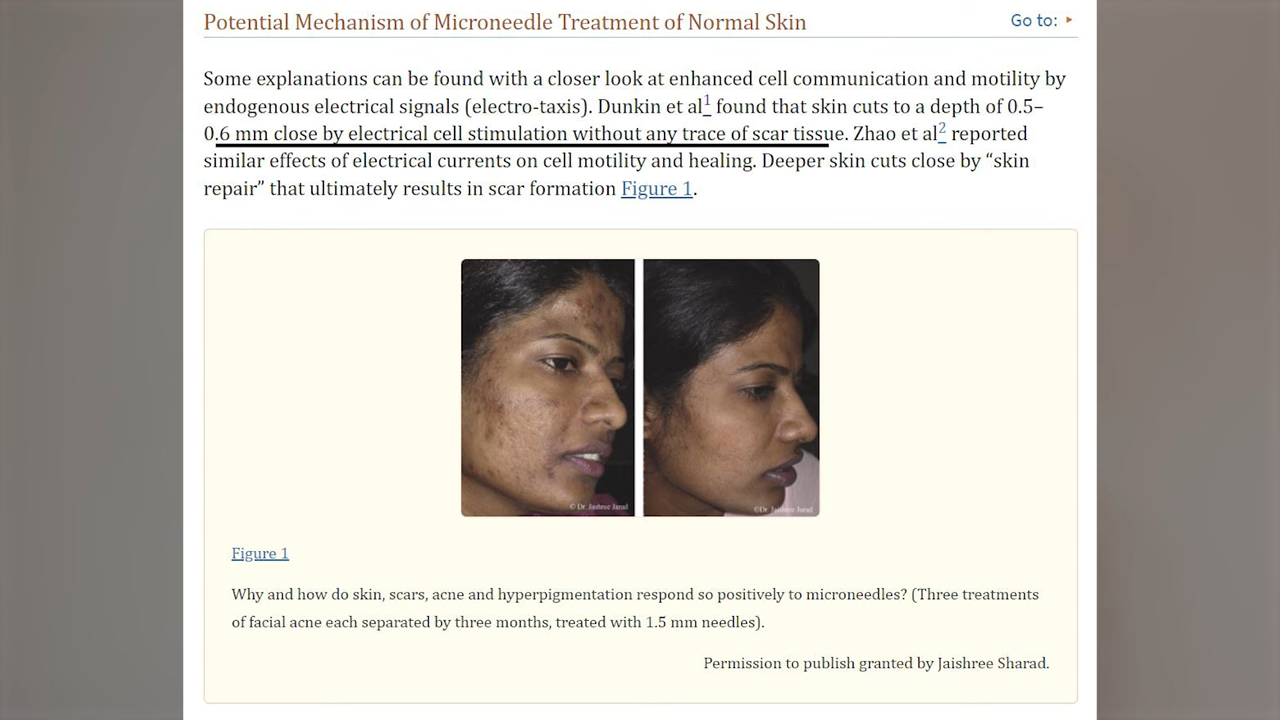 Potential Mechanism of Microneedle Treatment of Normal Skin
Go to: ▸
Some explanations can be found with a closer look at enhanced cell communication and motility by
endogenous electrical signals (electro-taxis). Dunkin et al1 found that skin cuts to a depth of 0.5–
0.6 mm close by electrical cell stimulation without any trace of scar tissue. Zhao et al2 reported
similar effects of electrical currents on cell motility and healing. Deeper skin cuts close by “skin
repair” that ultimately results in scar formation Figure 1.
© Dr. Jaishree Sarad
©Dr. Jaishree Sarad
Figure 1
Why and how do skin, scars, acne and hyperpigmentation respond so positively to microneedles? (Three treatments
of facial acne each separated by three months, treated with 1.5 mm needles).
Permission to publish granted by Jaishree Sharad.